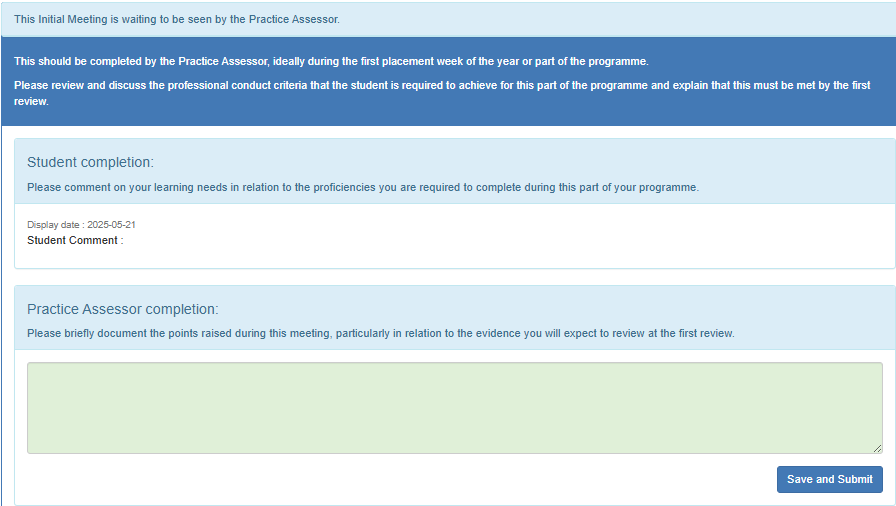 This Initial Meeting is waiting to be seen by the Practice Assessor.
This should be completed by the Practice Assessor, ideally during the first placement week of the year or part of the programme.
Please review and discuss the professional conduct criteria that the student is required to achieve for this part of the programme and explain that this must be met by the first
review.
Student completion:
Please comment on your learning needs in relation to the proficiencies you are required to complete during this part of your programme.
Display date : 2025-05-21
Student Comment :
Practice Assessor completion:
Please briefly document the points raised during this meeting, particularly in relation to the evidence you will expect to review at the first review.
Save and Submit